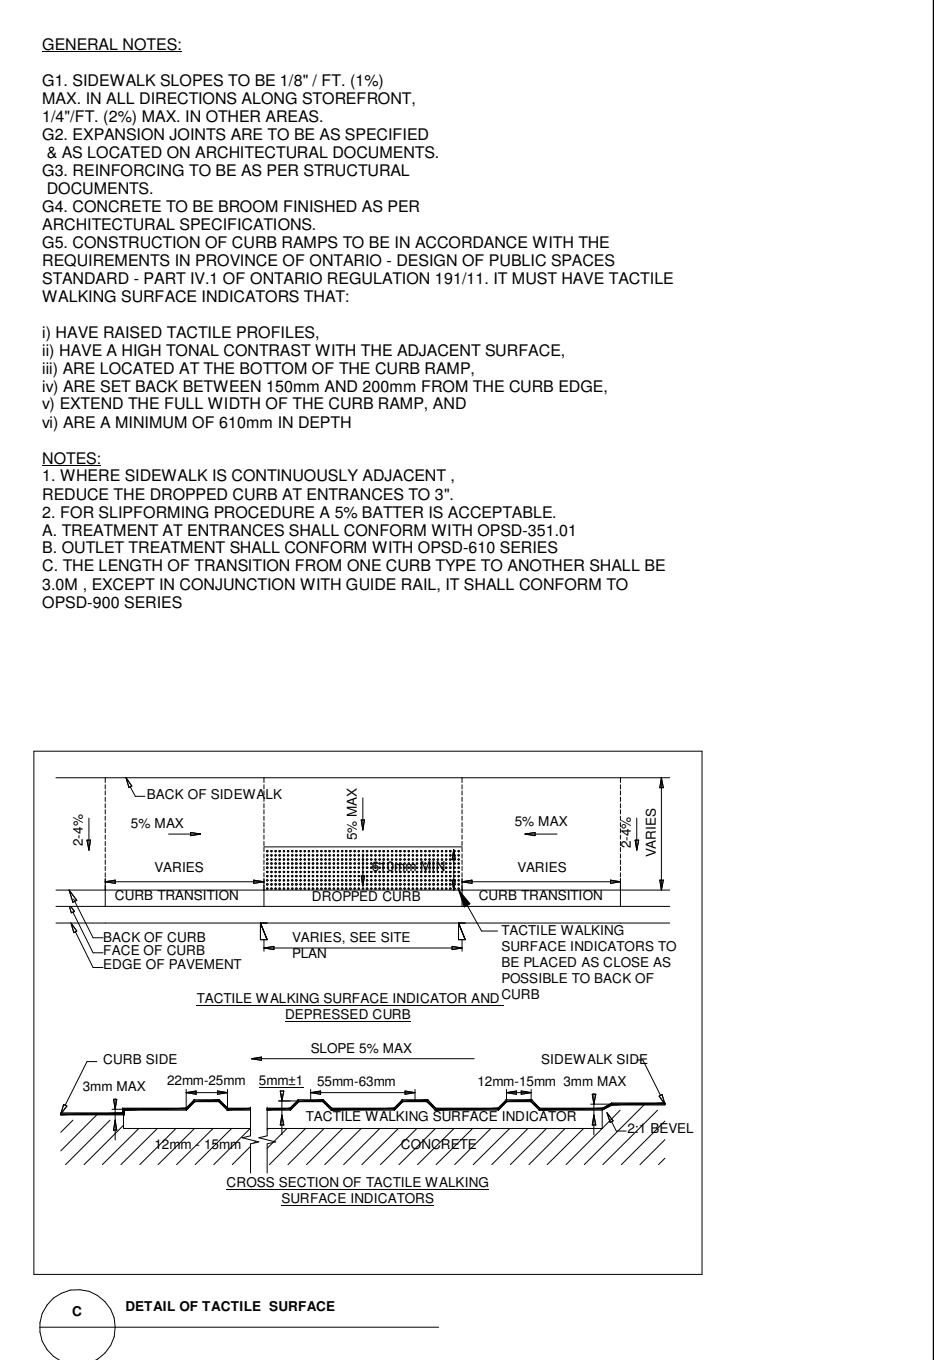 GENERAL NOTES:
G1. SIDEWALK SLOPES TO BE 1/8" / FT. (1%)
MAX. IN ALL DIRECTIONS ALONG STOREFRONT,
1/4"/FT. (2%) MAX. IN OTHER AREAS.
G2. EXPANSION JOINTS ARE TO BE AS SPECIFIED
& AS LOCATED ON ARCHITECTURAL DOCUMENTS.
G3. REINFORCING TO BE AS PER STRUCTURAL
DOCUMENTS.
G4. CONCRETE TO BE BROOM FINISHED AS PER
ARCHITECTURAL SPECIFICATIONS.
G5. CONSTRUCTION OF CURB RAMPS TO BE IN ACCORDANCE WITH THE
REQUIREMENTS IN PROVINCE OF ONTARIO - DESIGN OF PUBLIC SPACES
STANDARD - PART IV.1 OF ONTARIO REGULATION 191/11. IT MUST HAVE TACTILE
WALKING SURFACE INDICATORS THAT:
i) HAVE RAISED TACTILE PROFILES,
ii) HAVE A HIGH TONAL CONTRAST WITH THE ADJACENT SURFACE,
iii) ARE LOCATED AT THE BOTTOM OF THE CURB RAMP,
iv) ARE SET BACK BETWEEN 150mm AND 200mm FROM THE CURB EDGE,
v) EXTEND THE FULL WIDTH OF THE CURB RAMP, AND
vi) ARE A MINIMUM OF 610mm IN DEPTH
NOTES:
1. WHERE SIDEWALK IS CONTINUOUSLY ADJACENT ,
REDUCE THE DROPPED CURB AT ENTRANCES TO 3".
2. FOR SLIPFORMING PROCEDURE A 5% BATTER IS ACCEPTABLE.
A. TREATMENT AT ENTRANCES SHALL CONFORM WITH OPSD-351.01
B. OUTLET TREATMENT SHALL CONFORM WITH OPSD-610 SERIES
C. THE LENGTH OF TRANSITION FROM ONE CURB TYPE TO ANOTHER SHALL BE
3.0M , EXCEPT IN CONJUNCTION WITH GUIDE RAIL, IT SHALL CONFORM TO
OPSD-900 SERIES
BACK OF SIDEWALK
2-4%
5% MAX
5% MAX
5% MAX
2-4%
VARIES
VARIES
610mm MIN
VARIES
CURB TRANSITION
DROPPED CURB
CURB TRANSITION
BACK OF CURB
FACE OF CURB
EDGE OF PAVEMENT
VARIES, SEE SITE
PLAN
TACTILE WALKING
SURFACE INDICATORS TO
BE PLACED AS CLOSE AS
POSSIBLE TO BACK OF
CURB
TACTILE WALKING SURFACE INDICATOR AND
DEPRESSED CURB
SLOPE 5% MAX
CURB SIDE
SIDEWALK SIDE
3mm MAX
22mm-25mm
5mm±1
55mm-63mm
12mm-15mm
3mm MAX
TACTILE WALKING SURFACE INDICATOR
2:1 BEVEL
12mm - 15mm
CONCRETE
CROSS SECTION OF TACTILE WALKING
SURFACE INDICATORS
C
DETAIL OF TACTILE SURFACE